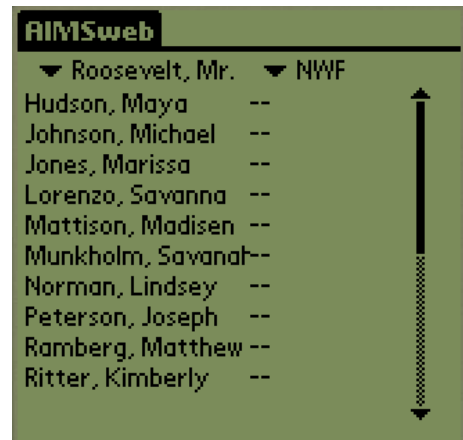 AIMSweb
Roosevelt, Mr. NWF
Hudson, Maya --
Johnson, Michael --
Jones, Marissa --
Lorenzo, Savanna --
Mattison, Madisen --
Munkholm, Savanah--
Norman, Lindsey --
Peterson, Joseph --
Ramberg, Matthew --
Ritter, Kimberly --